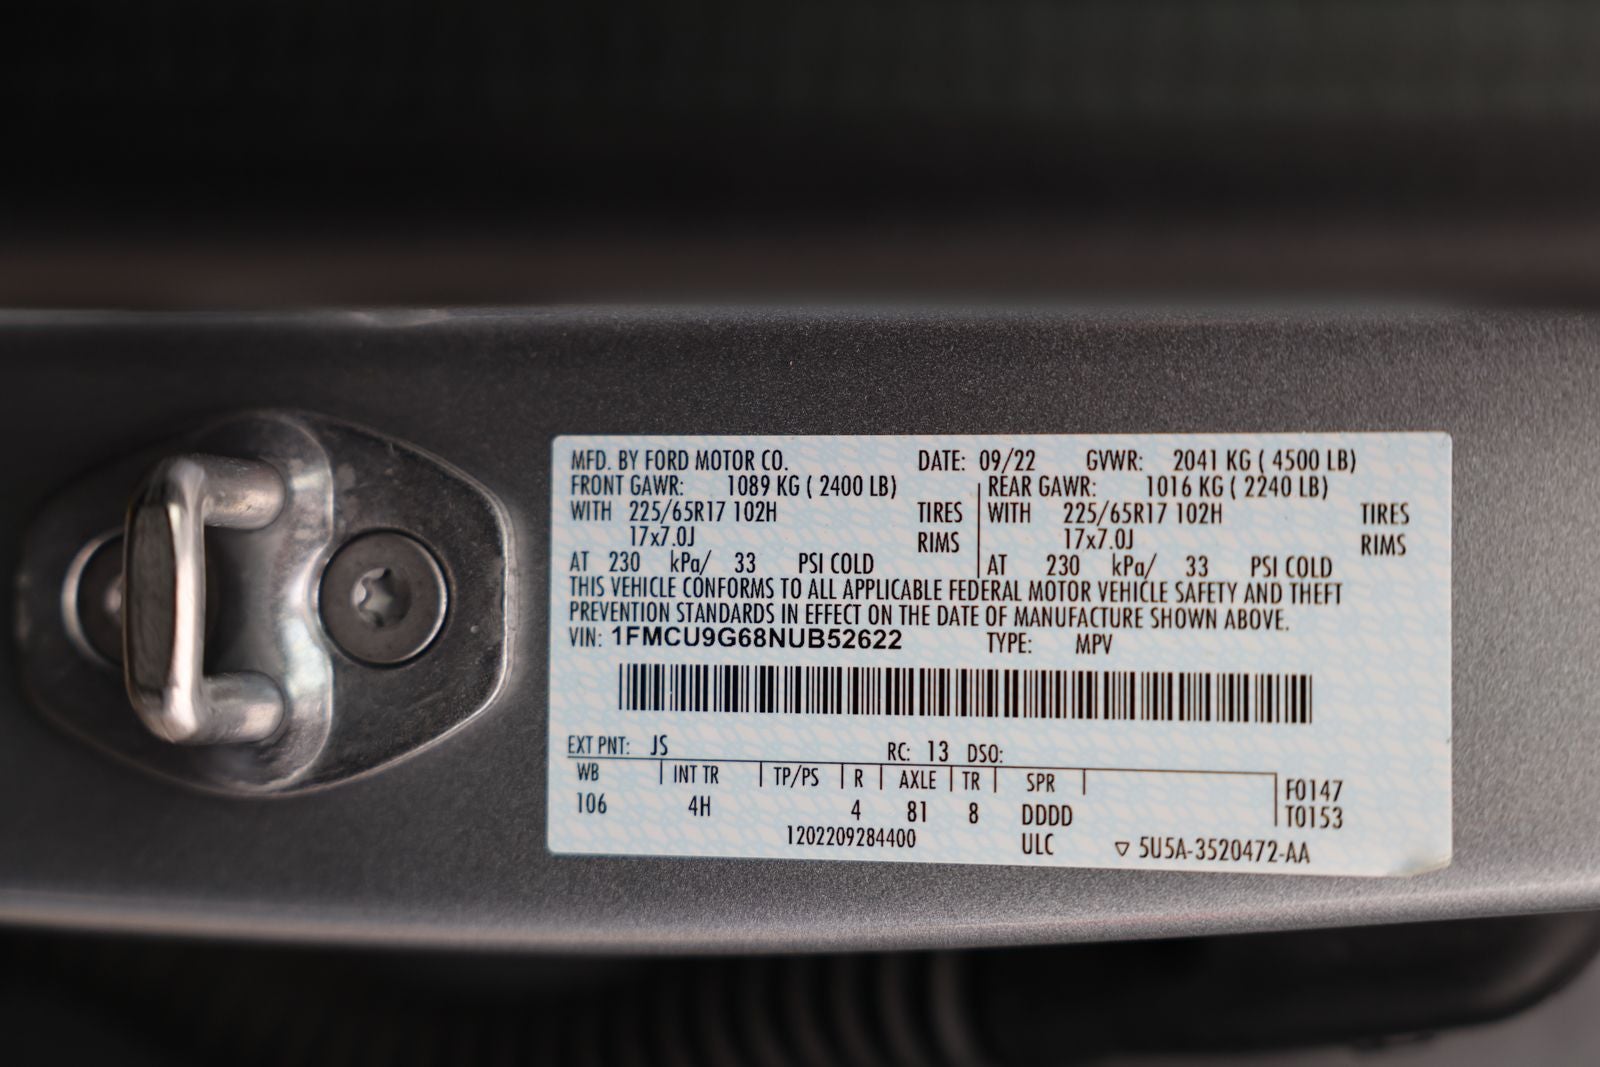 MFD. BY FORD MOTOR CO. DATE: 09/22 GVWR: 2041 KG ( 4500 LB)
FRONT GAWR: 1089 KG ( 2400 LB) REAR GAWR: 1016 KG ( 2240 LB)
WITH 225/65R17 102H TIRES WITH 225/65R17 102H TIRES
17x7.0J RIMS 17x7.0J RIMS
AT 230 kPa/ 33 PSI COLD AT 230 kPa/ 33 PSI COLD
THIS VEHICLE CONFORMS TO ALL APPLICABLE FEDERAL MOTOR VEHICLE SAFETY AND THEFT
PREVENTION STANDARDS IN EFFECT ON THE DATE OF MANUFACTURE SHOWN ABOVE.
VIN: 1FMCU9G68NUB52622 TYPE: MPV
EXT PNT: JS RC: 13 DSO:
WB INT TR TP/PS R AXLE TR SPR F0147
106 4H 4 81 8 DDDD T0153
1202209284400 ULC ▽ 5U5A-3520472-AA